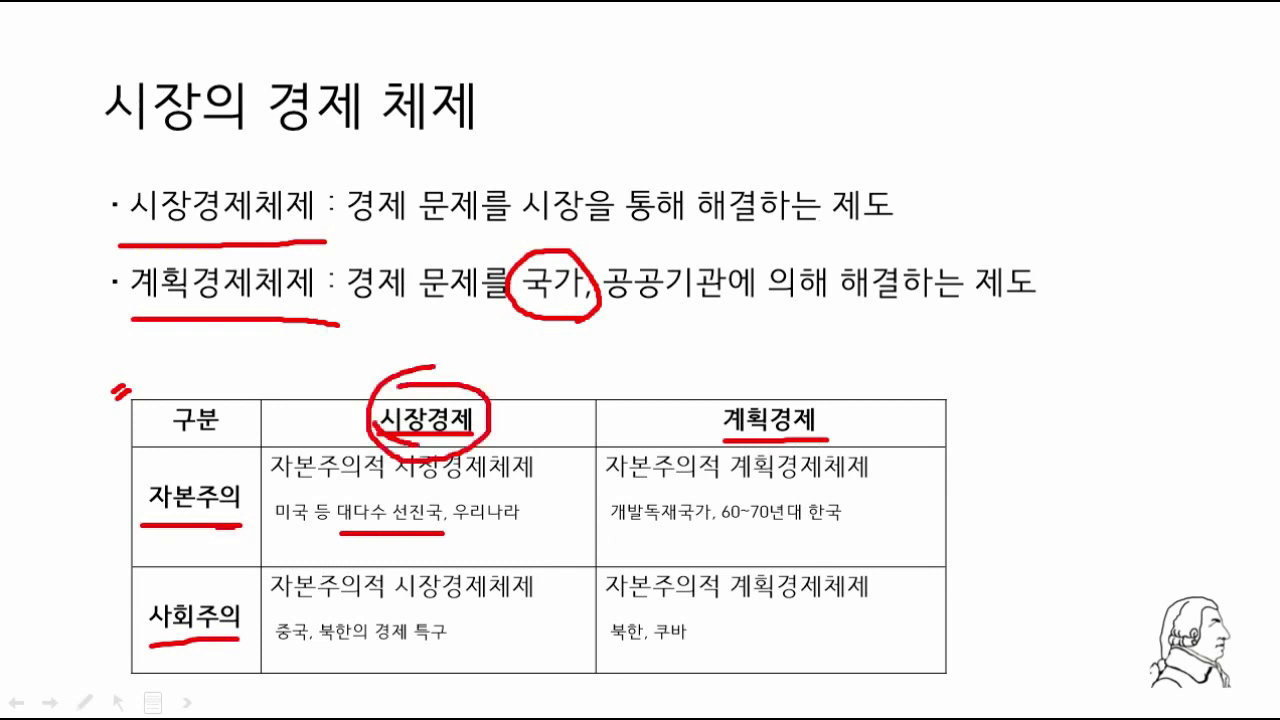 시장의 경제 체제
· 시장경제체제 : 경제 문제를 시장을 통해 해결하는 제도
· 계획경제체제 : 경제 문제를 국가, 공공기관에 의해 해결하는 제도
구분 시장경제 계획경제
자본주의
자본주의적 시장경제체제
미국 등 대다수 선진국, 우리나라
자본주의적 계획경제체제
개발독재국가, 60~70년대 한국
사회주의
자본주의적 시장경제체제
중국, 북한의 경제 특구
자본주의적 계획경제체제
북한, 쿠바